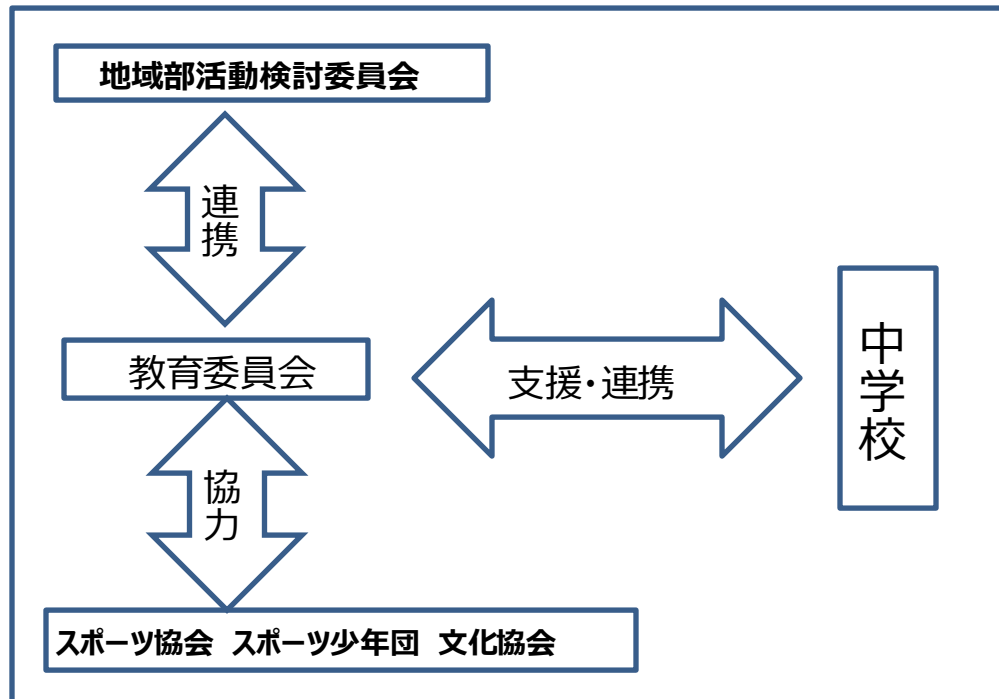 地域部活動検討委員会
連携
教育委員会
支援・連携
中学校
協力
スポーツ協会 スポーツ少年団 文化協会